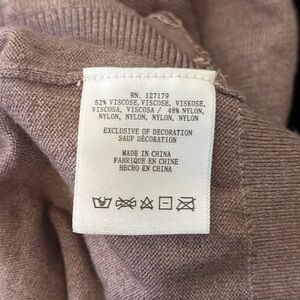 RN. 127179
52% VISCOSE, VISCOSE, VISKOSE,
VISCOSA, VISCOSA / 48% NYLON,
NYLON, NYLON, NYLON, NYLON
EXCLUSIVE OF DECORATION
SAUF DÉCORATION
MADE IN CHINA
FABRIQUÉ EN CHINE
HECHO EN CHINA